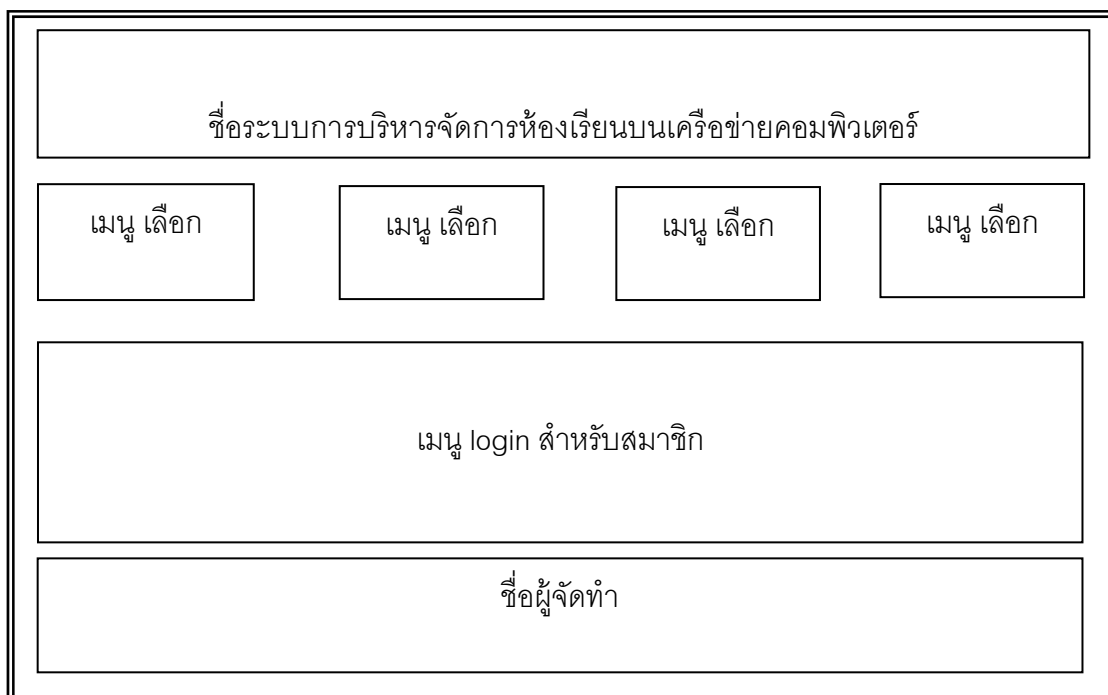 ชื่อระบบการบริหารจัดการห้องเรียนบนเครือข่ายคอมพิวเตอร์
เมนู เลือก
เมนู เลือก
เมนู เลือก
เมนู เลือก
เมนู login สำหรับสมาชิก
ชื่อผู้จัดทำ